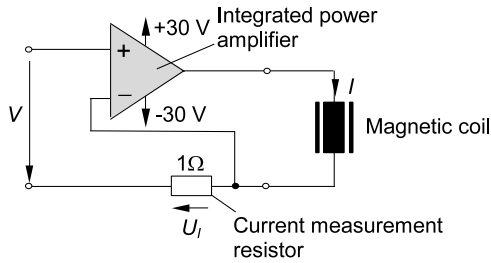 Integrated power
amplifier
+30 V
+
−
-30 V
V
I
Magnetic coil
1Ω
U_I
Current measurement
resistor